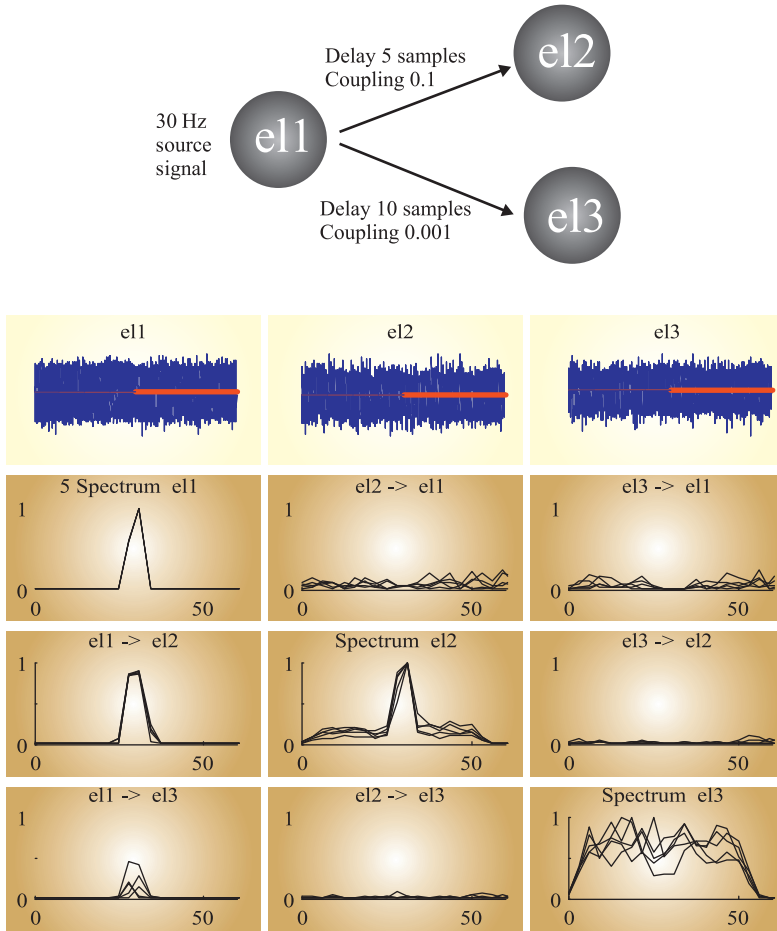 el2
Delay 5 samples
Coupling 0.1
30 Hz
source
signal
el1
Delay 10 samples
Coupling 0.001
el3
el1
el2
el3
5 Spectrum el1
1
0
0
50
el2 -> el1
1
0
0
50
el3 -> el1
1
0
0
50
el1 -> el2
1
0
0
50
Spectrum el2
1
0
0
50
el3 -> el2
1
0
0
50
el1 -> el3
1
0
0
50
el2 -> el3
1
0
0
50
Spectrum el3
1
0
0
50